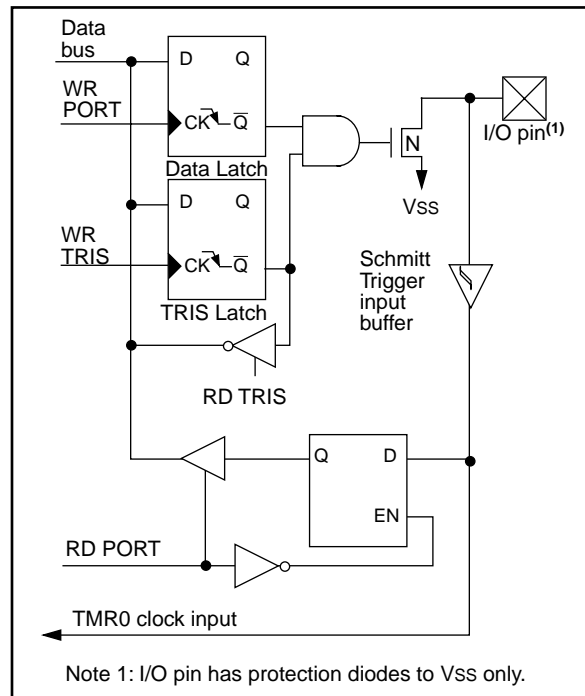 Data
bus
D Q
WR
PORT
CK Q
Data Latch
N
I/O pin(1)
VSS
D Q
WR
TRIS
CK Q
TRIS Latch
Schmitt
Trigger
input
buffer
RD TRIS
Q D
EN
RD PORT
TMR0 clock input
Note 1: I/O pin has protection diodes to VSS only.